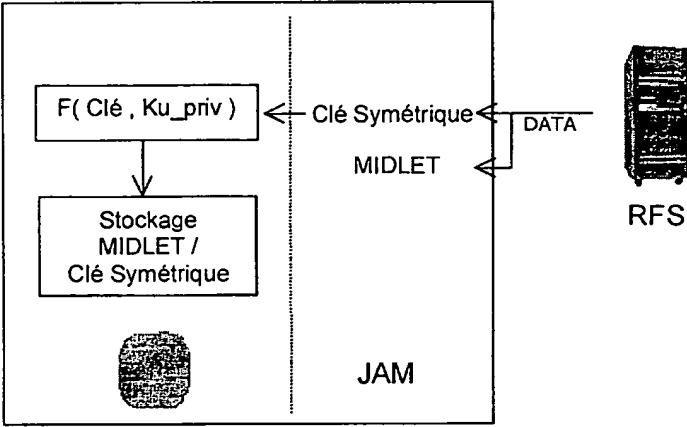 F( Clé , Ku_priv )
Clé Symétrique
DATA
MIDLET
RFS
Stockage
MIDLET /
Clé Symétrique
JAM